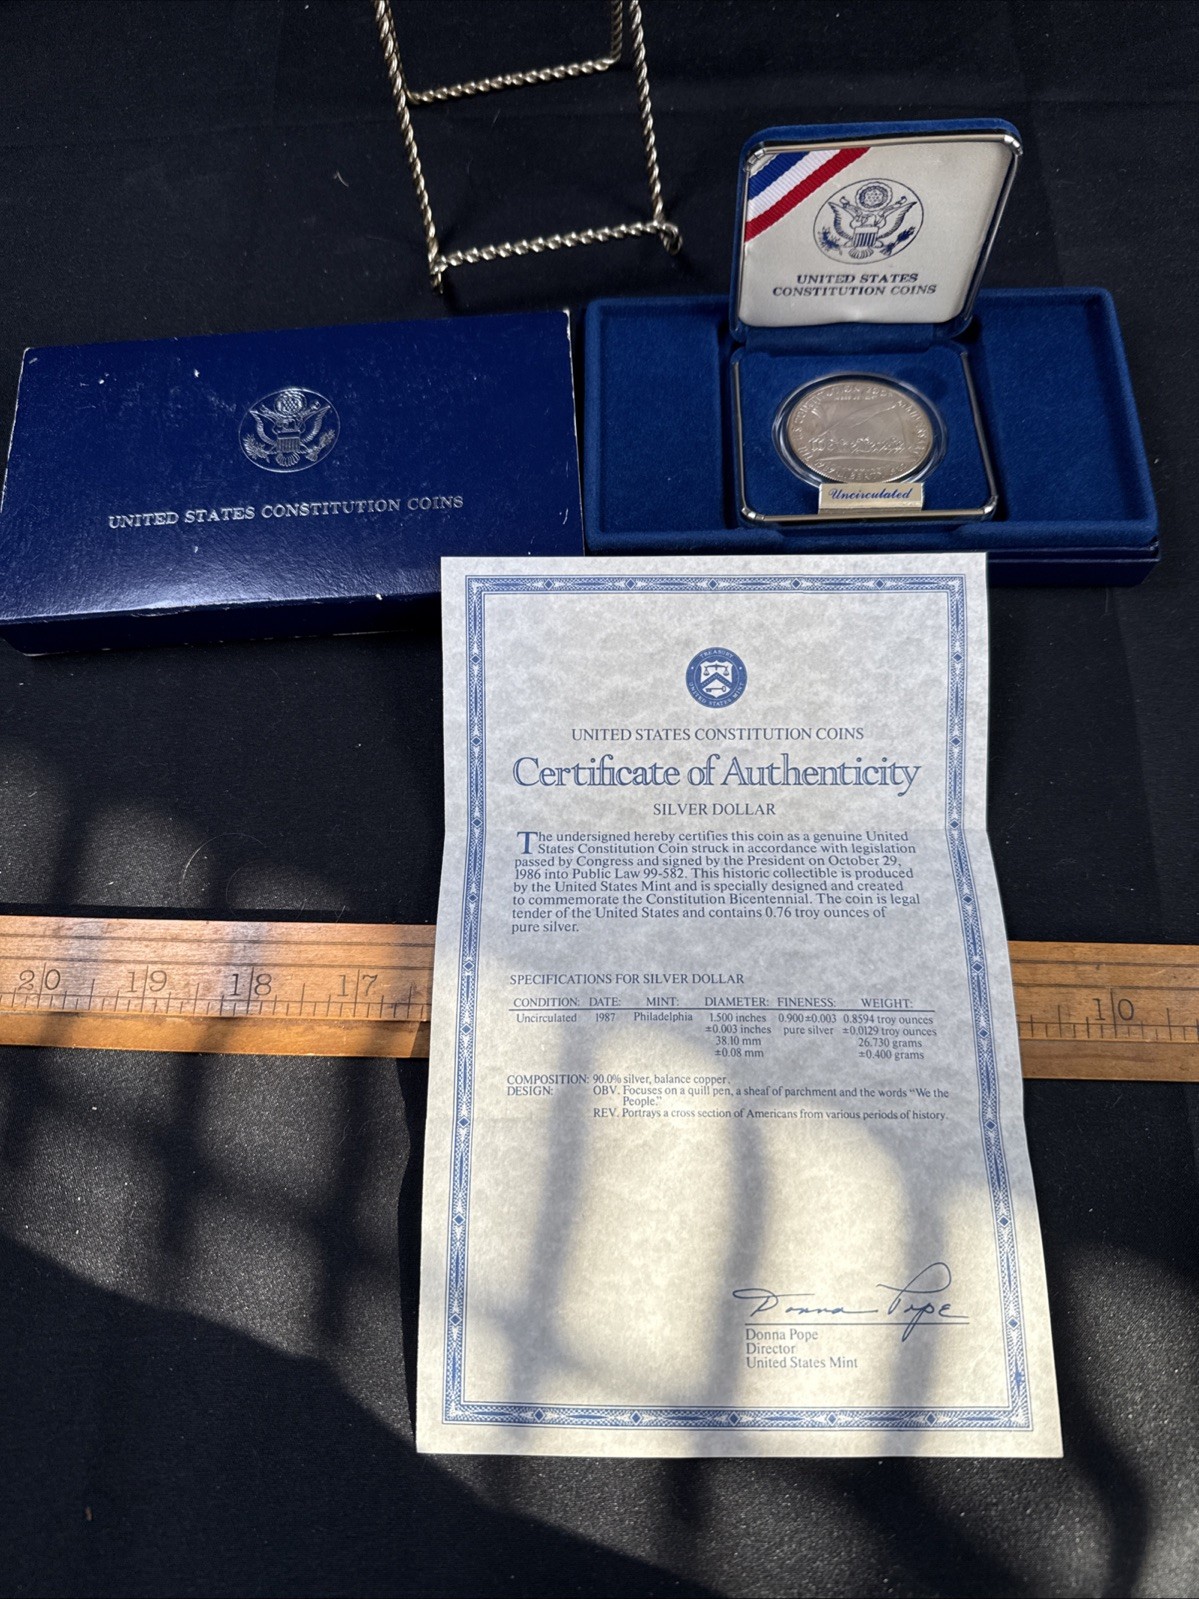 UNITED STATES
CONSTITUTION COINS
Uncirculated
UNITED STATES CONSTITUTION COINS
UNITED STATES CONSTITUTION COINS
Certificate of Authenticity
SILVER DOLLAR
The undersigned hereby certifies this coin as a genuine United
States Constitution Coin struck in accordance with legislation
passed by Congress and signed by the President on October 29,
1986 into Public Law 99-582. This historic collectible is produced
by the United States Mint and is specially designed and created
to commemorate the Constitution Bicentennial. The coin is legal
tender of the United States and contains 0.76 troy ounces of
pure silver.
SPECIFICATIONS FOR SILVER DOLLAR
CONDITION: DATE: MINT: DIAMETER: FINENESS: WEIGHT:
Uncirculated 1987 Philadelphia 1.500 inches 0.900±0.003 0.8594 troy ounces
±0.003 inches pure silver ±0.0129 troy ounces
38.10 mm 26.730 grams
±0.08 mm ±0.400 grams
COMPOSITION: 90.0% silver, balance copper.
DESIGN: OBV. Focuses on a quill pen, a sheaf of parchment and the words "We the
People."
REV. Portrays a cross section of Americans from various periods of history.
Donna Pope
Donna Pope
Director
United States Mint
20 19 18 17 10